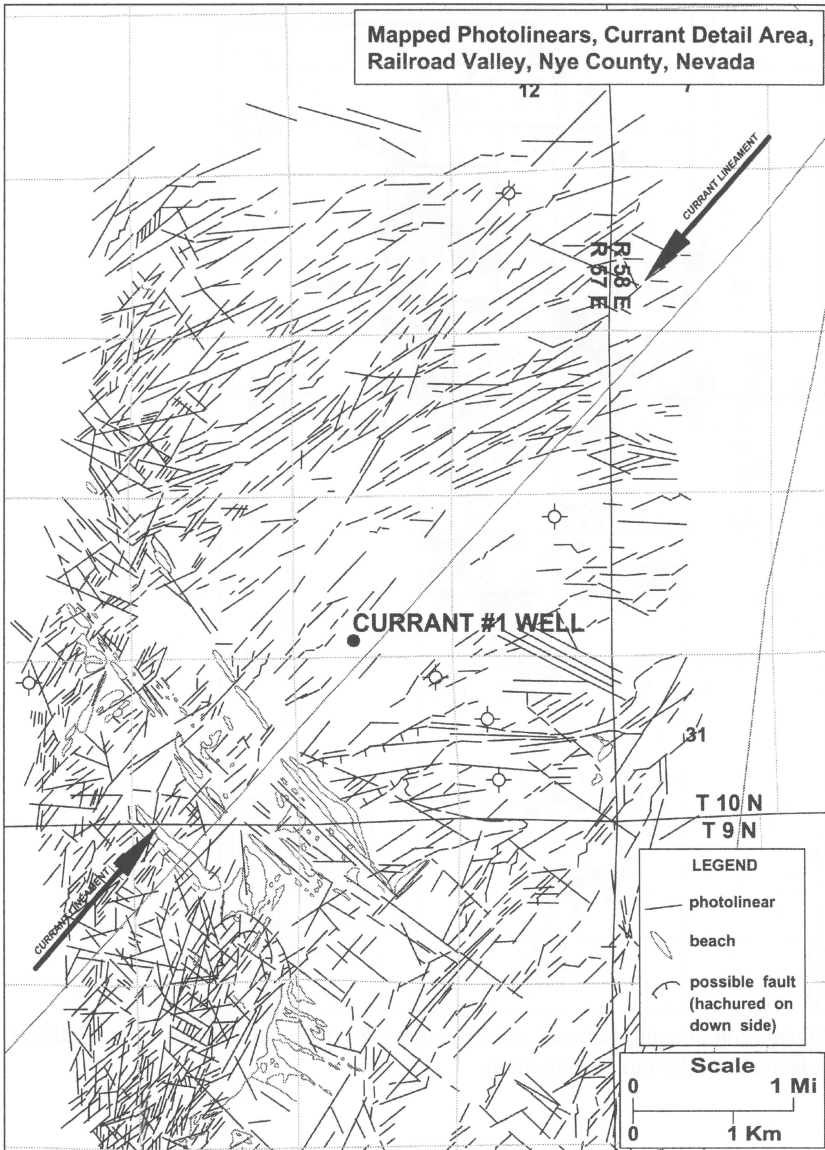 Mapped Photolinears, Currant Detail Area,
Railroad Valley, Nye County, Nevada
12
7
CURRANT LINEAMENT
R 58 E
R 57 E
CURRANT #1 WELL
31
T 10 N
T 9 N
CURRANT LINEAMENT
LEGEND
photolinear
beach
possible fault
(hachured on
down side)
Scale
0 1 Mi
0 1 Km